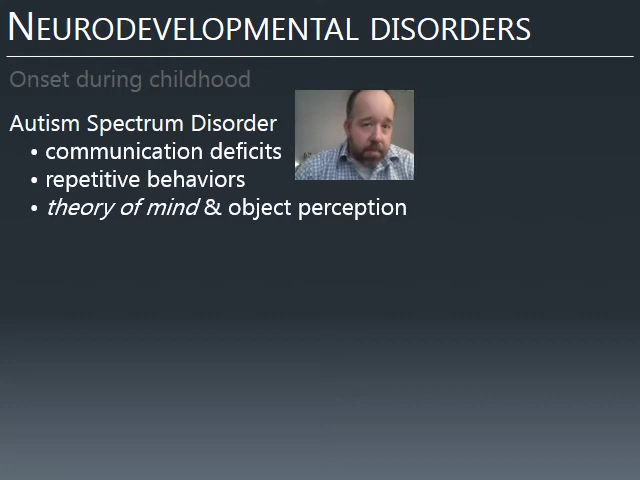 NEURODEVELOPMENTAL DISORDERS
Onset during childhood
Autism Spectrum Disorder
• communication deficits
• repetitive behaviors
• theory of mind & object perception